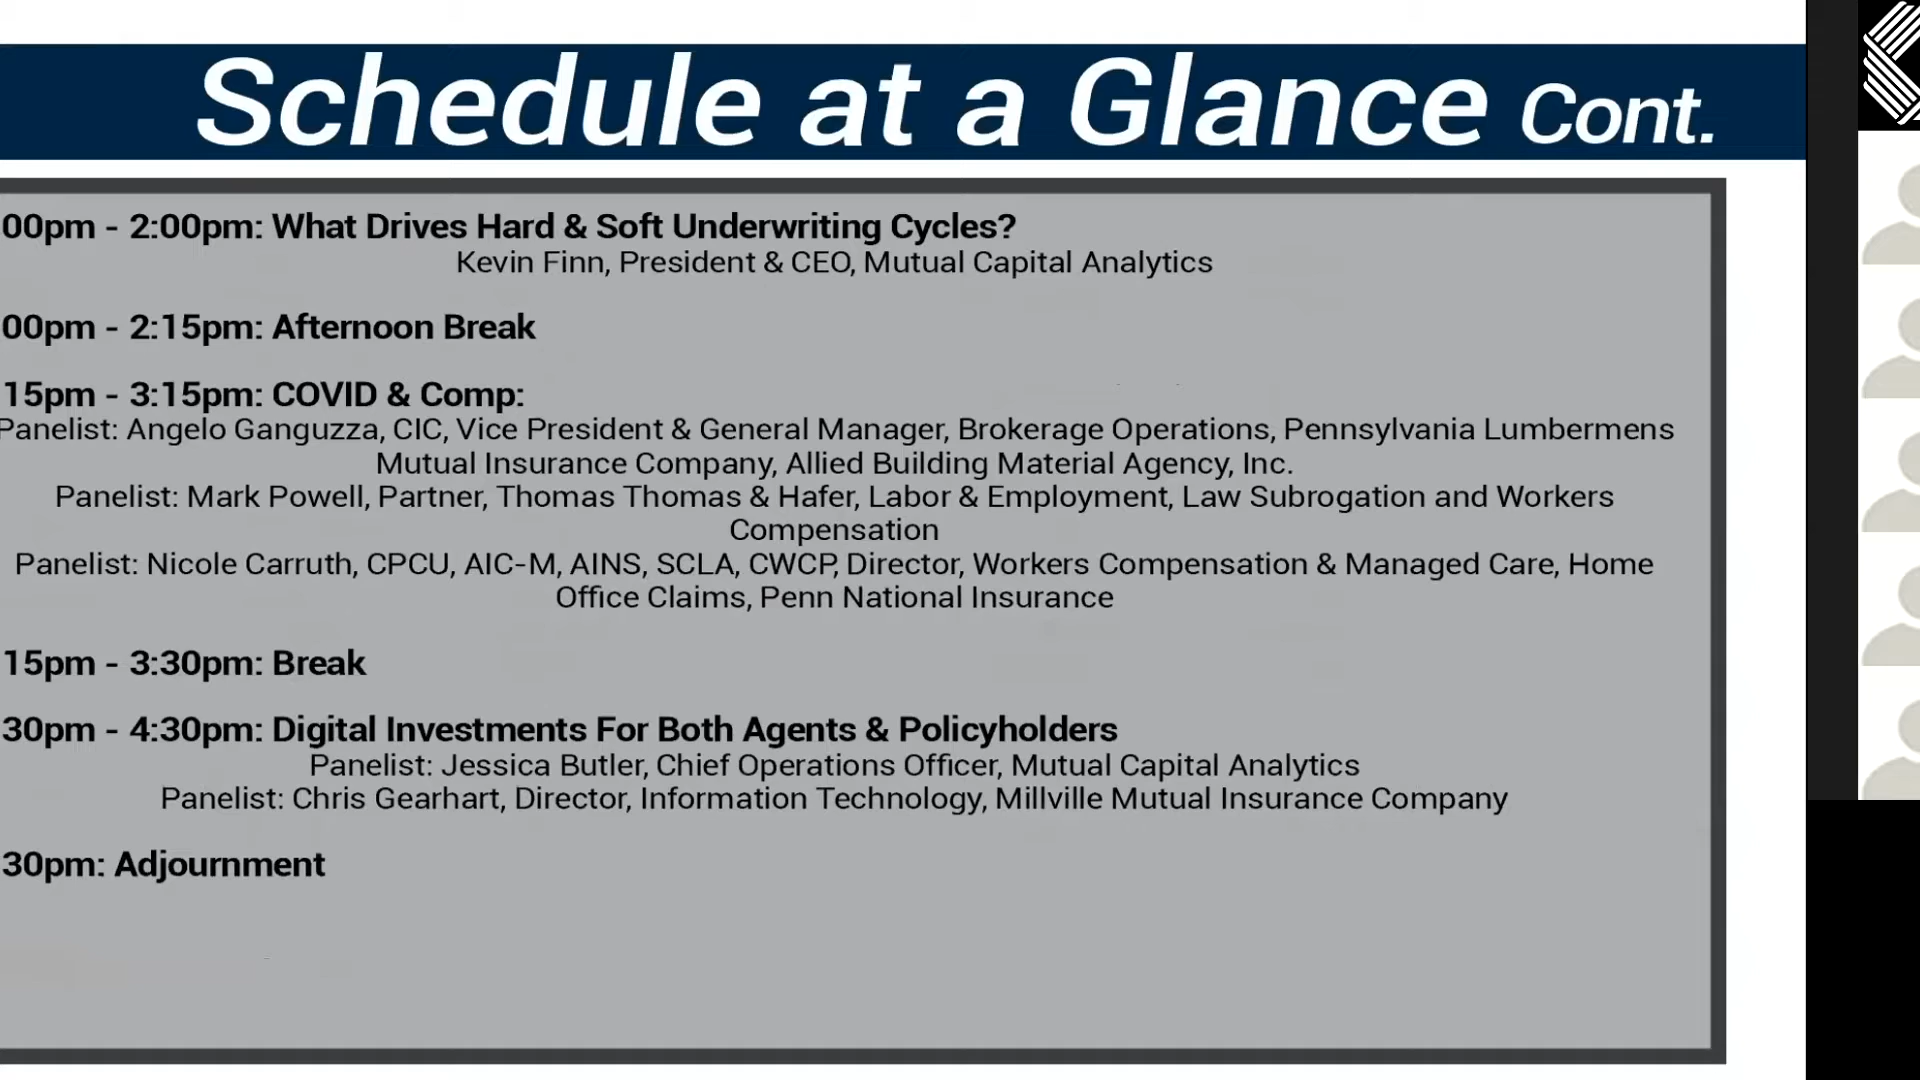 Schedule at a Glance Cont.
00pm - 2:00pm: What Drives Hard & Soft Underwriting Cycles?
Kevin Finn, President & CEO, Mutual Capital Analytics
00pm - 2:15pm: Afternoon Break
15pm - 3:15pm: COVID & Comp:
Panelist: Angelo Ganguzza, CIC, Vice President & General Manager, Brokerage Operations, Pennsylvania Lumbermens
Mutual Insurance Company, Allied Building Material Agency, Inc.
Panelist: Mark Powell, Partner, Thomas Thomas & Hafer, Labor & Employment, Law Subrogation and Workers
Compensation
Panelist: Nicole Carruth, CPCU, AIC-M, AINS, SCLA, CWCP, Director, Workers Compensation & Managed Care, Home
Office Claims, Penn National Insurance
15pm - 3:30pm: Break
30pm - 4:30pm: Digital Investments For Both Agents & Policyholders
Panelist: Jessica Butler, Chief Operations Officer, Mutual Capital Analytics
Panelist: Chris Gearhart, Director, Information Technology, Millville Mutual Insurance Company
30pm: Adjournment